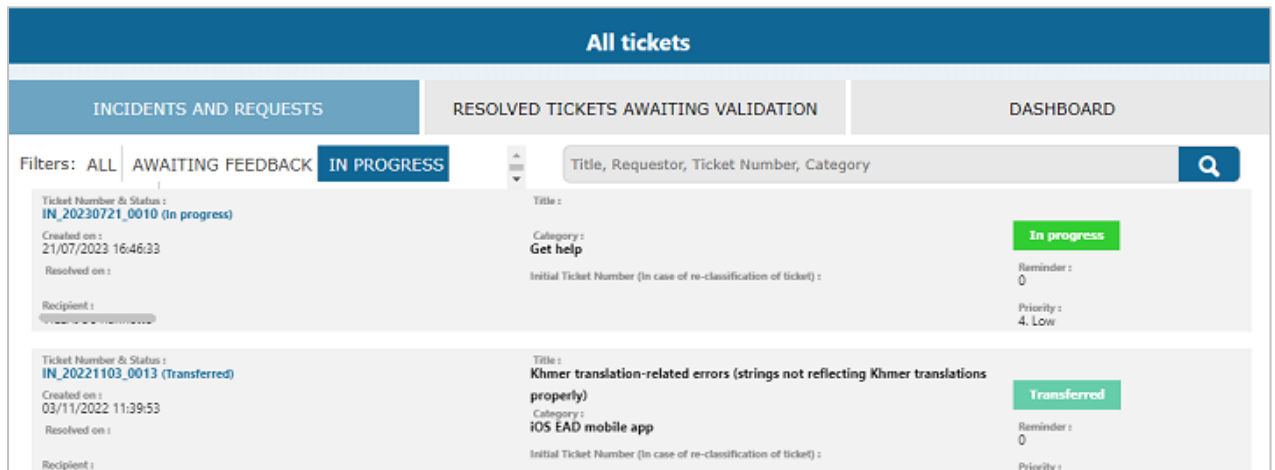 All tickets
INCIDENTS AND REQUESTS
RESOLVED TICKETS AWAITING VALIDATION
DASHBOARD
Filters: ALL AWAITING FEEDBACK IN PROGRESS
Title, Requestor, Ticket Number, Category
Ticket Number & Status :
IN_20230721_0010 (In progress)
Created on :
21/07/2023 16:46:33
Resolved on :
Recipient :
Title :
Category :
Get help
Initial Ticket Number (In case of re-classification of ticket) :
In progress
Reminder :
0
Priority :
4. Low
Ticket Number & Status :
IN_20221103_0013 (Transferred)
Created on :
03/11/2022 11:39:53
Resolved on :
Recipient :
Title :
Khmer translation-related errors (strings not reflecting Khmer translations
properly)
Category :
iOS EAD mobile app
Initial Ticket Number (In case of re-classification of ticket) :
Transferred
Reminder :
0
Priority :